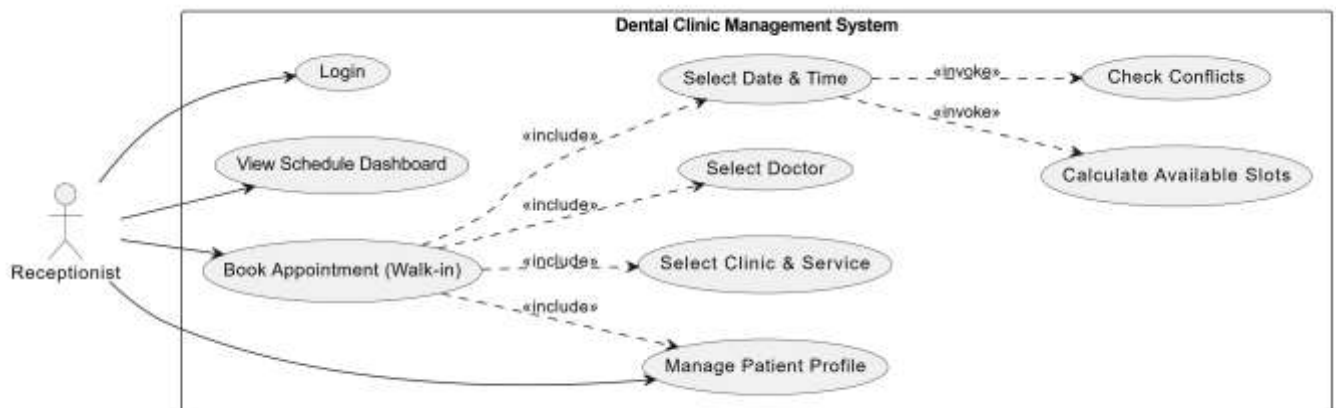 Dental Clinic Management System
Login
Select Date & Time
«invoke»
Check Conflicts
«invoke»
«include»
View Schedule Dashboard
Select Doctor
Calculate Available Slots
«include»
Receptionist
Book Appointment (Walk-in)
«include»
Select Clinic & Service
«include»
Manage Patient Profile